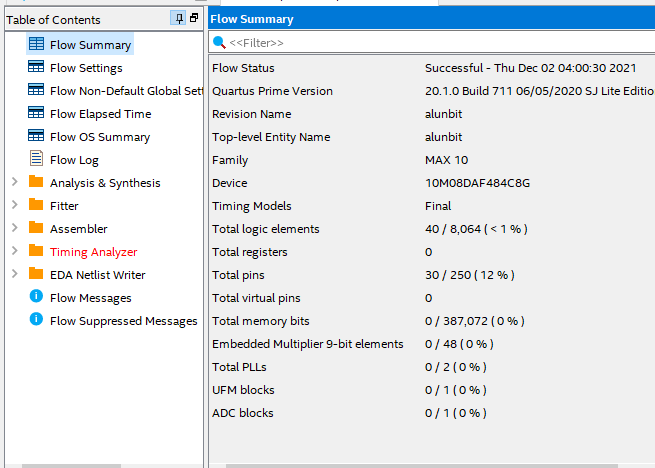 Table of Contents
Flow Summary
Flow Settings
Flow Non-Default Global Sett
Flow Elapsed Time
Flow OS Summary
Flow Log
Analysis & Synthesis
Fitter
Assembler
Timing Analyzer
EDA Netlist Writer
Flow Messages
Flow Suppressed Messages
Flow Summary
<<Filter>>
Flow Status Successful - Thu Dec 02 04:00:30 2021
Quartus Prime Version 20.1.0 Build 711 06/05/2020 SJ Lite Edition
Revision Name alunbit
Top-level Entity Name alunbit
Family MAX 10
Device 10M08DAF484C8G
Timing Models Final
Total logic elements 40 / 8,064 ( < 1 % )
Total registers 0
Total pins 30 / 250 ( 12 % )
Total virtual pins 0
Total memory bits 0 / 387,072 ( 0 % )
Embedded Multiplier 9-bit elements 0 / 48 ( 0 % )
Total PLLs 0 / 2 ( 0 % )
UFM blocks 0 / 1 ( 0 % )
ADC blocks 0 / 1 ( 0 % )